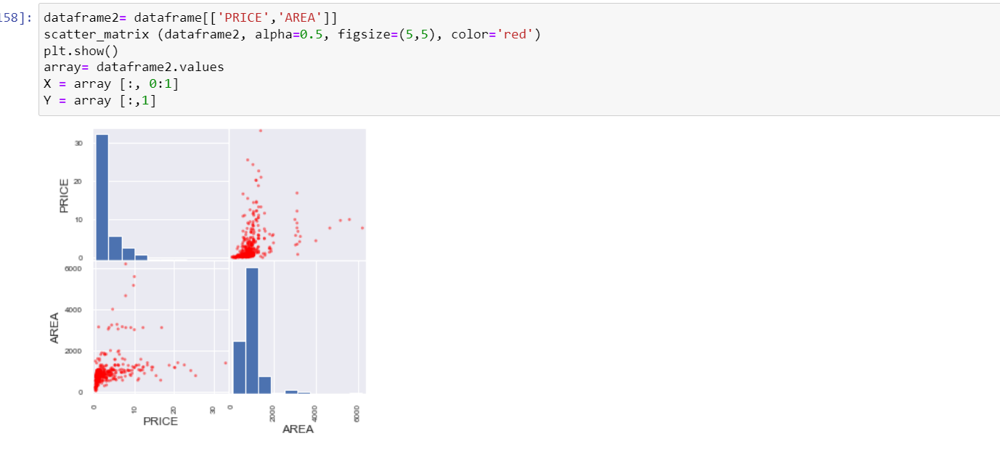 158]:
dataframe2= dataframe[['PRICE','AREA']]
scatter_matrix (dataframe2, alpha=0.5, figsize=(5,5), color='red')
plt.show()
array= dataframe2.values
X = array [:, 0:1]
Y = array [:,1]
30
20
10
0
PRICE
6000
4000
2000
0
AREA
0
10
20
30
PRICE
0
2000
4000
6000
AREA